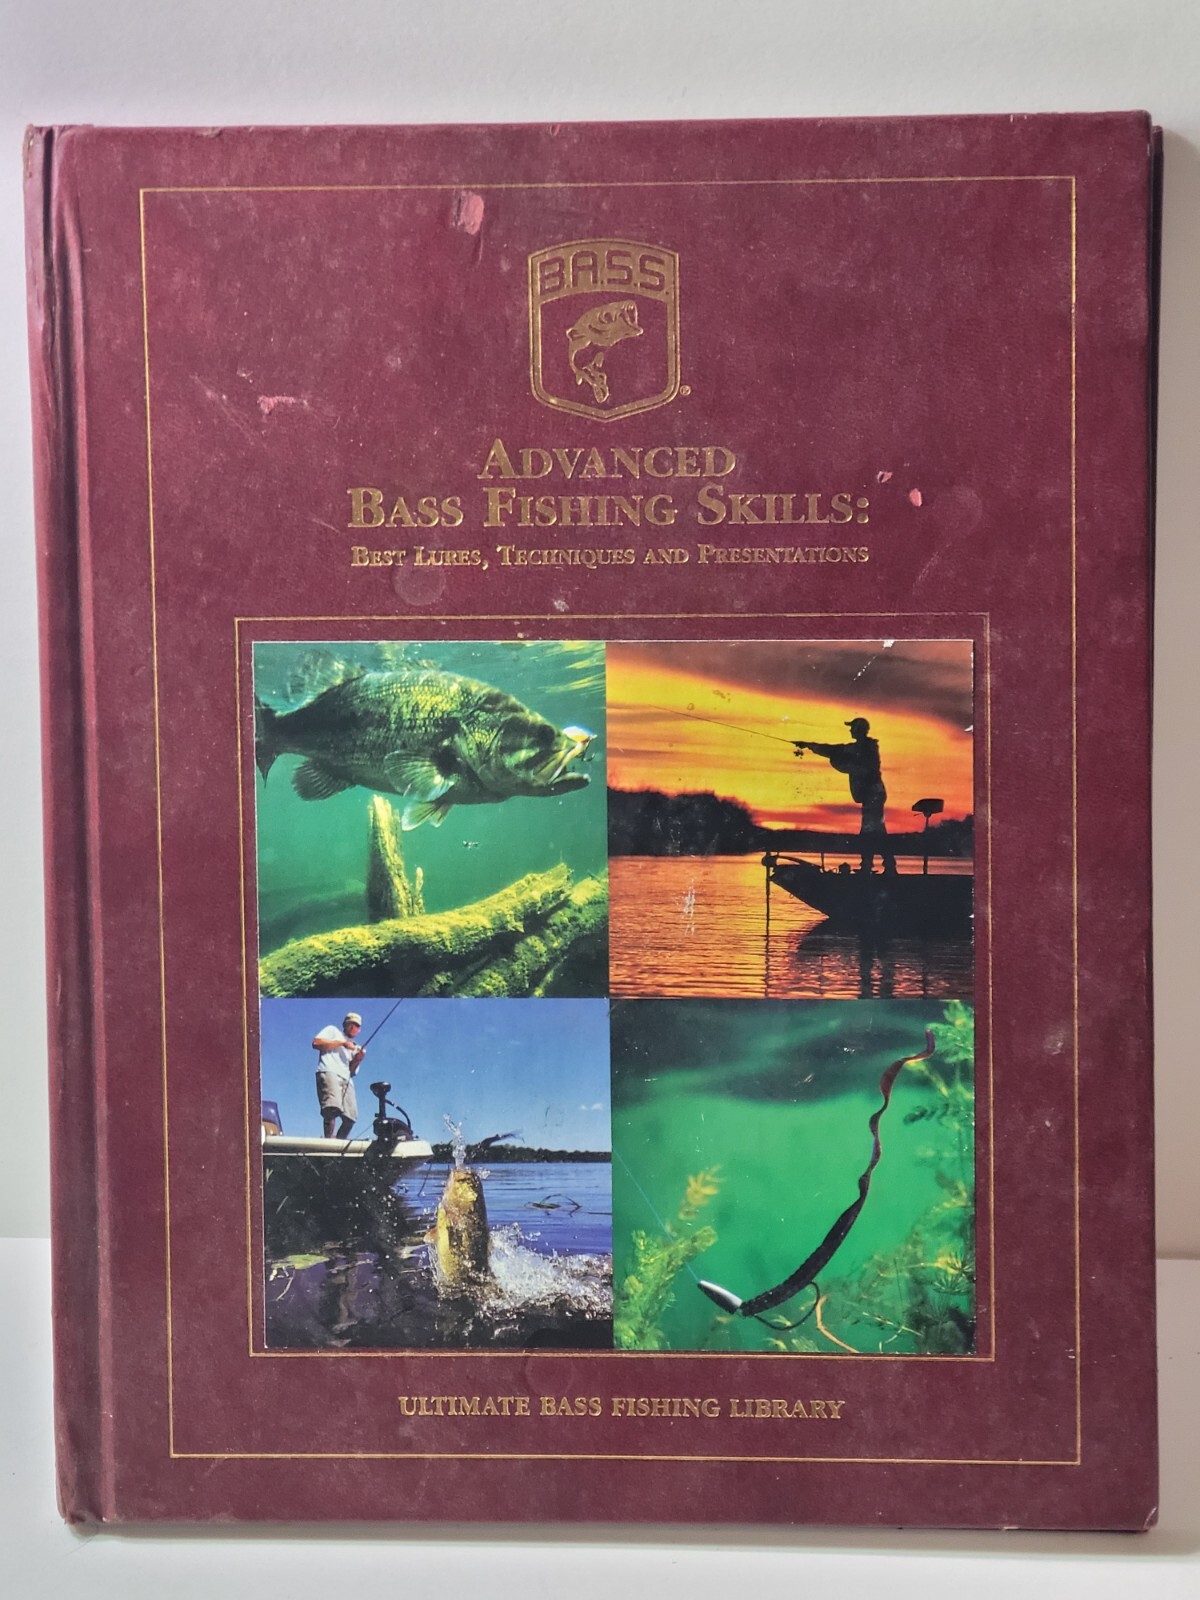 B.A.S.S.
®
ADVANCED
BASS FISHING SKILLS:
BEST LURES, TECHNIQUES AND PRESENTATIONS
ULTIMATE BASS FISHING LIBRARY